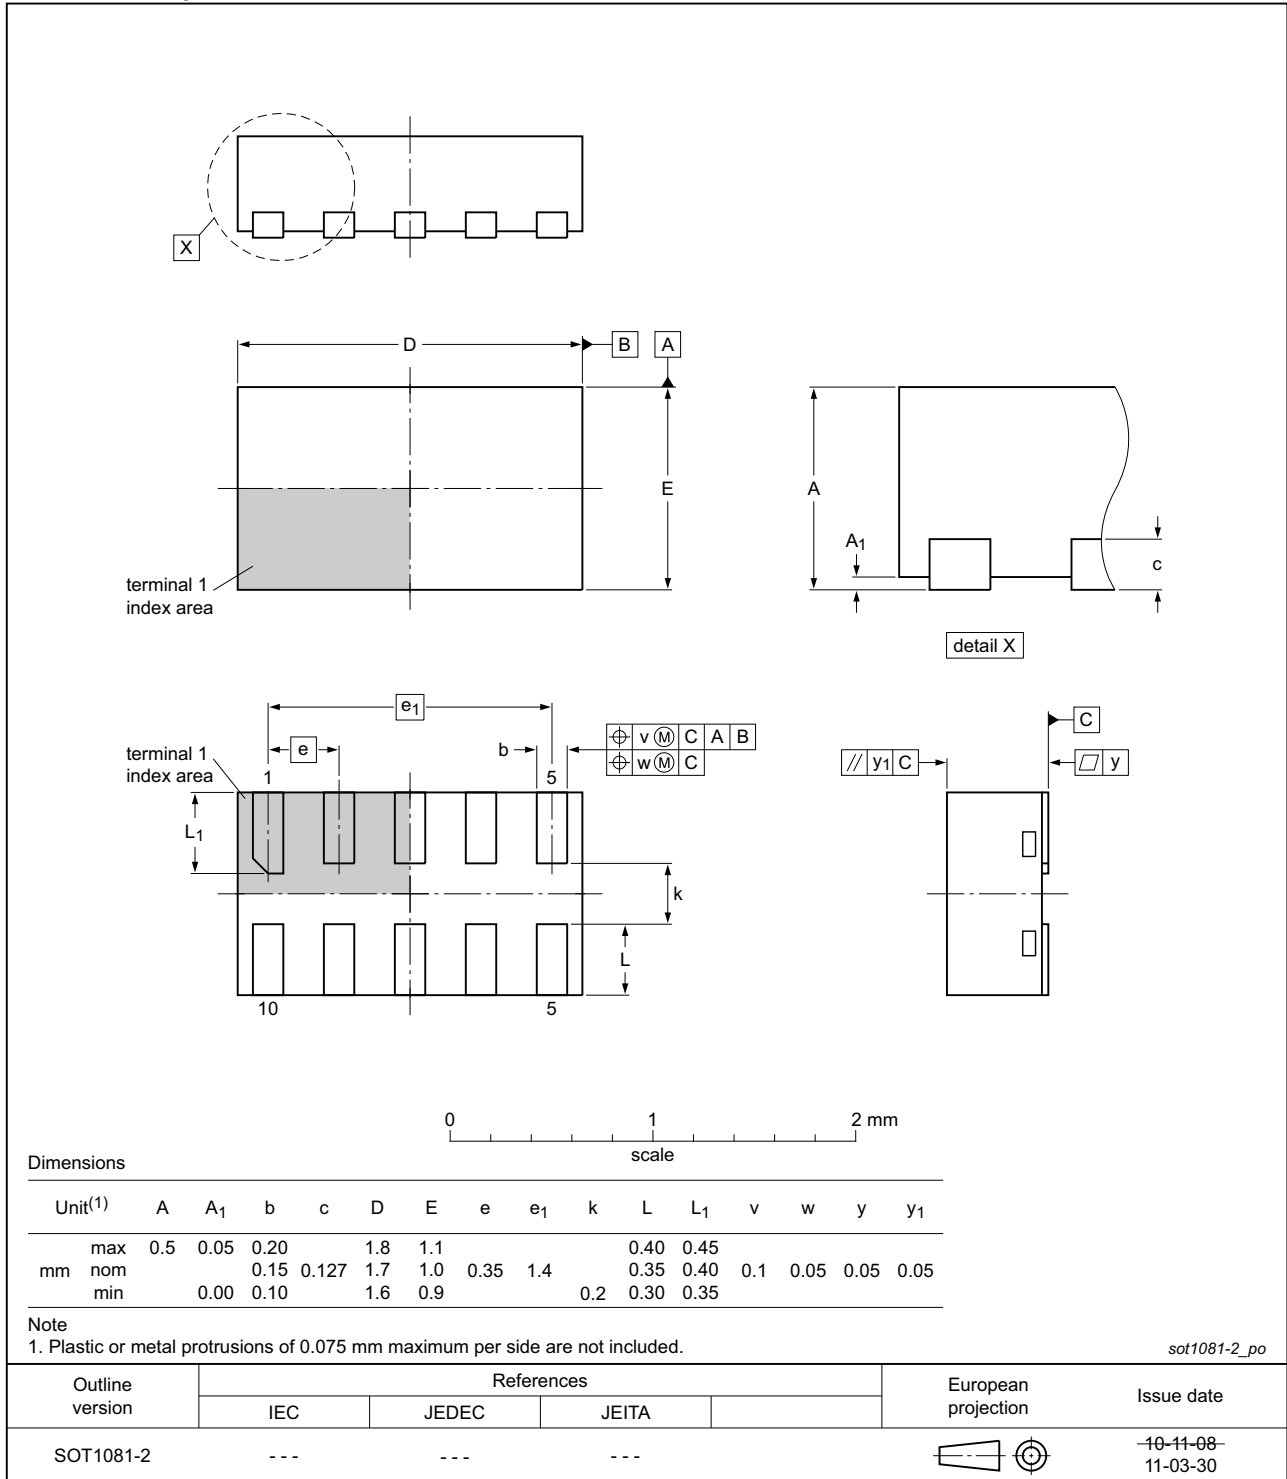 X
D
B
A
E
terminal 1
index area
A
A1
c
detail X
e1
e
b
v M C A B
w M C
terminal 1
index area
1
5
L1
k
L
10
5
C
// y1 C
y
0 1 2 mm
scale
Dimensions
Unit(1) A A1 b c D E e e1 k L L1 v w y y1
max 0.5 0.05 0.20 1.8 1.1 0.40 0.45
mm nom 0.15 0.127 1.7 1.0 0.35 1.4 0.35 0.40 0.1 0.05 0.05 0.05
min 0.00 0.10 1.6 0.9 0.2 0.30 0.35
Note
1. Plastic or metal protrusions of 0.075 mm maximum per side are not included.
sot1081-2_po
Outline version
References
European projection
Issue date
IEC JEDEC JEITA
SOT1081-2 - - - - - - - - -
10-11-08
11-03-30